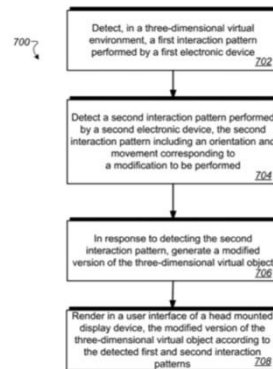 700
Detect, in a three-dimensional virtual
environment, a first interaction pattern
performed by a first electronic device
702
Detect a second interaction pattern performed
by a second electronic device, the second
interaction pattern including an orientation and
movement corresponding to
a modification to be performed
704
In response to detecting the second
interaction pattern, generate a modified
version of the three-dimensional virtual object
706
Render in a user interface of a head mounted
display device, the modified version of the
three-dimensional virtual object according to
the detected first and second interaction
patterns
708